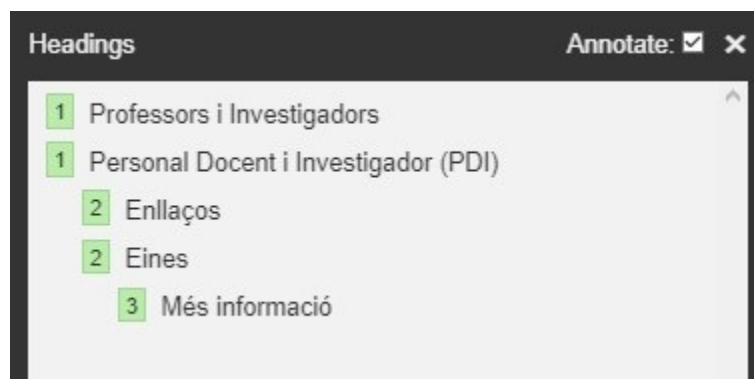 Headings Annotate:
1 Professors i Investigadors
1 Personal Docent i Investigador (PDI)
2 Enllaços
2 Eines
3 Més informació